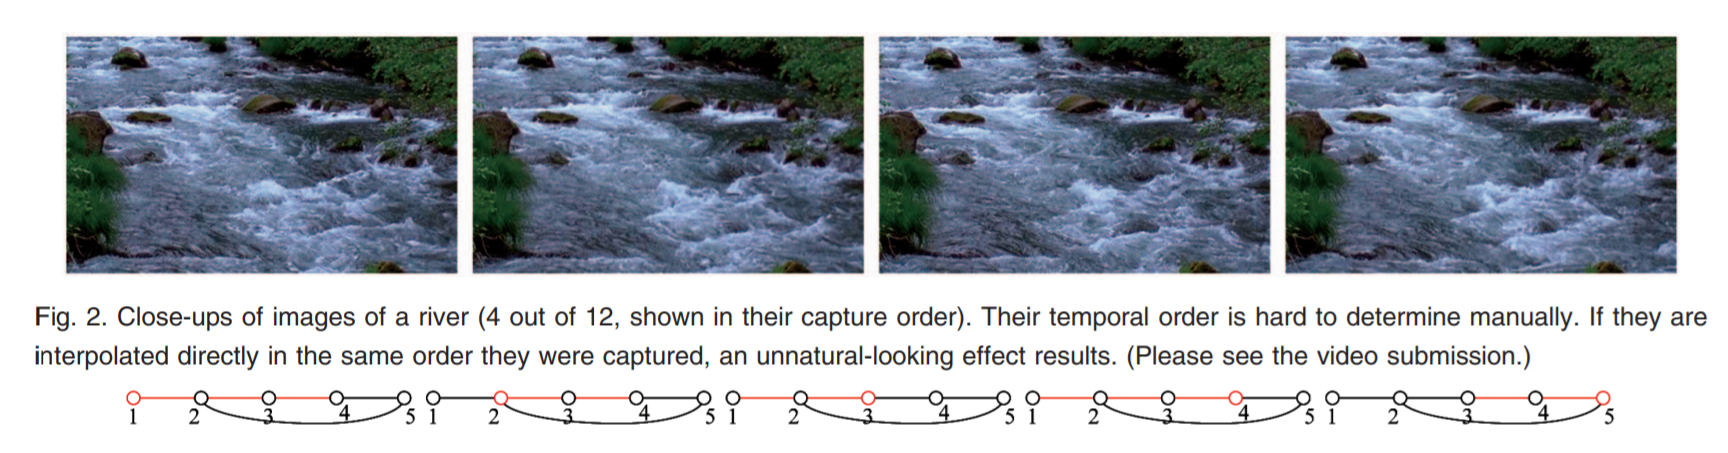 Fig. 2. Close-ups of images of a river (4 out of 12, shown in their capture order). Their temporal order is hard to determine manually. If they are
interpolated directly in the same order they were captured, an unnatural-looking effect results. (Please see the video submission.)
1 2 3 4 5 1 2 3 4 5 1 2 3 4 5 1 2 3 4 5 1 2 3 4 5